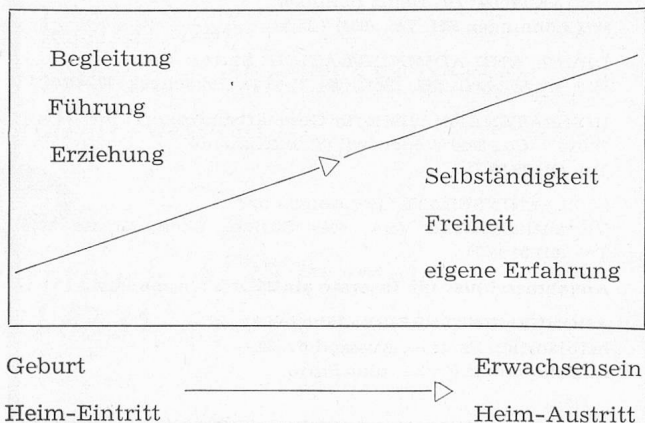 Begleitung
Führung
Erziehung
Selbständigkeit
Freiheit
eigene Erfahrung
Geburt
Erwachsensein
Heim-Eintritt
Heim-Austritt